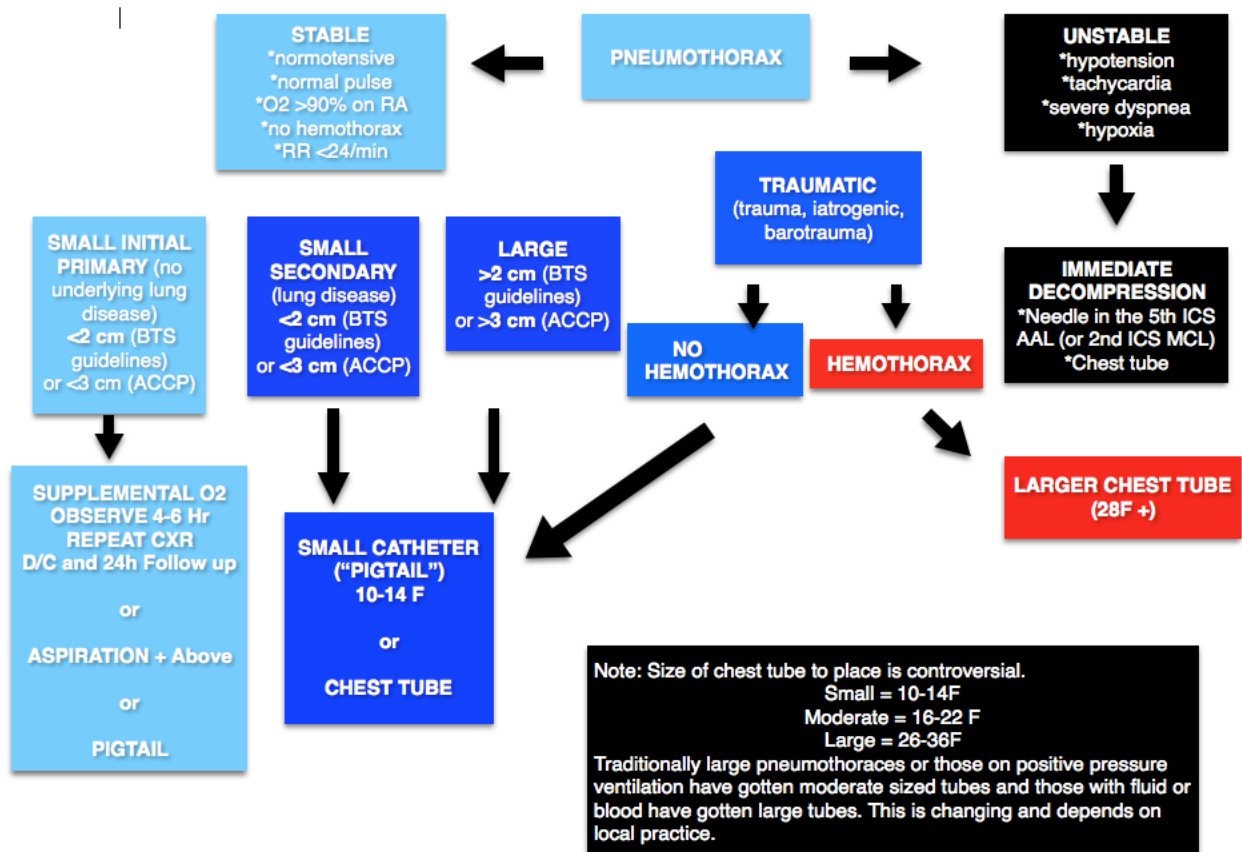 STABLE
*normotensive
*normal pulse
*O2 >90% on RA
*no hemothorax
*RR <24/min
PNEUMOTHORAX
UNSTABLE
*hypotension
*tachycardia
*severe dyspnea
*hypoxia
TRAUMATIC
(trauma, iatrogenic,
barotrauma)
SMALL INITIAL
PRIMARY (no
underlying lung
disease)
<2 cm (BTS
guidelines)
or <3 cm (ACCP)
SMALL
SECONDARY
(lung disease)
<2 cm (BTS
guidelines)
or <3 cm (ACCP)
LARGE
>2 cm (BTS
guidelines)
or >3 cm (ACCP)
NO
HEMOTHORAX
HEMOTHORAX
IMMEDIATE
DECOMPRESSION
*Needle in the 5th ICS
AAL (or 2nd ICS MCL)
*Chest tube
SUPPLEMENTAL O2
OBSERVE 4-6 Hr
REPEAT CXR
D/C and 24h Follow up
or
ASPIRATION + Above
or
PIGTAIL
SMALL CATHETER
("PIGTAIL")
10-14 F
or
CHEST TUBE
LARGER CHEST TUBE
(28F +)
Note: Size of chest tube to place is controversial.
Small = 10-14F
Moderate = 16-22 F
Large = 26-36F
Traditionally large pneumothoraces or those on positive pressure
ventilation have gotten moderate sized tubes and those with fluid or
blood have gotten large tubes. This is changing and depends on
local practice.